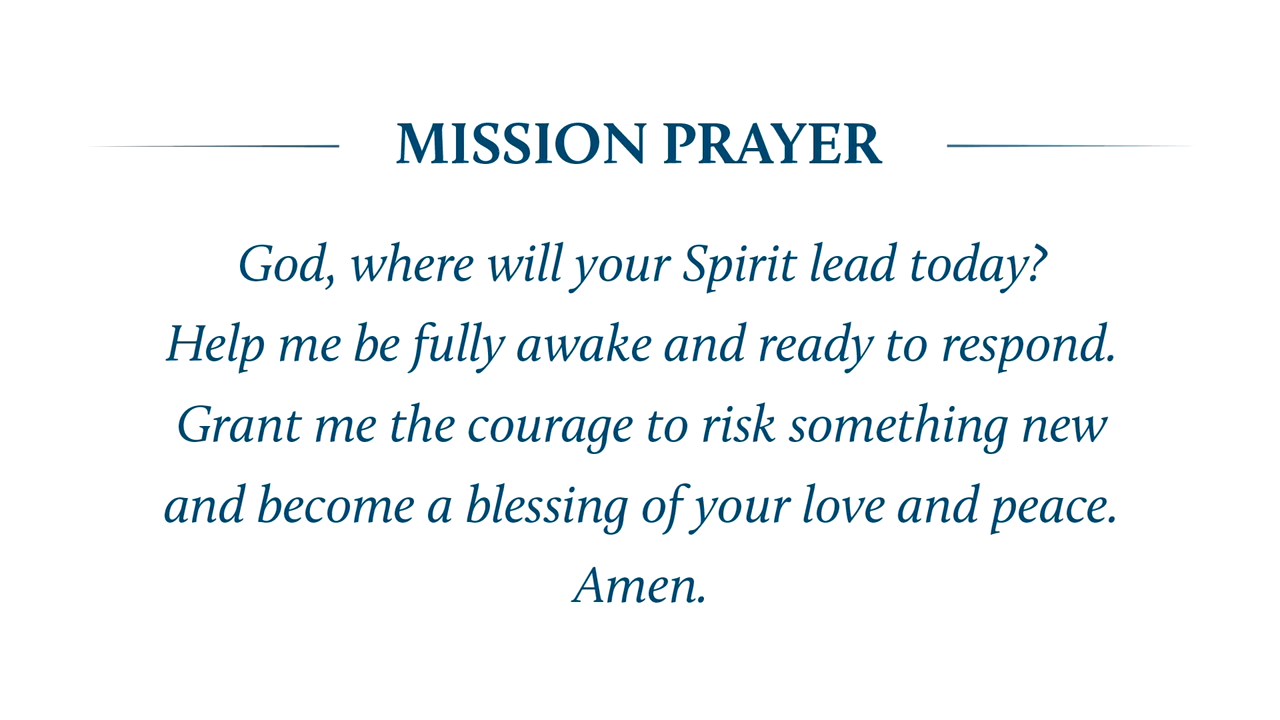 MISSION PRAYER
God, where will your Spirit lead today?
Help me be fully awake and ready to respond.
Grant me the courage to risk something new
and become a blessing of your love and peace.
Amen.